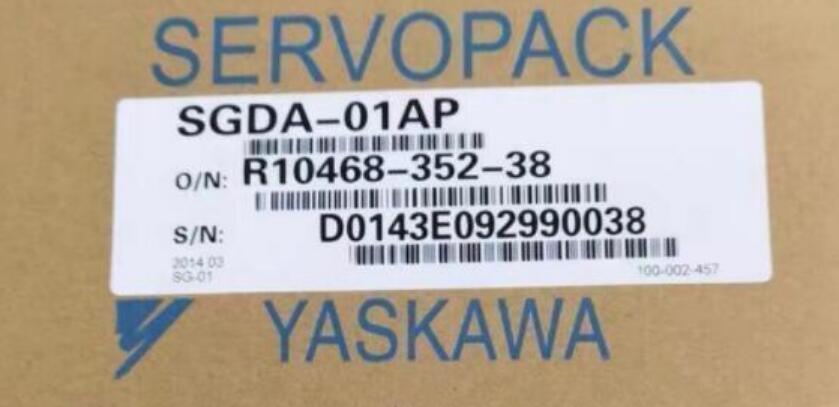 SERVOPACK
SGDA-01AP
O/N: R10468-352-38
S/N: D0143E092990038
2014 03
SG-01
100-002-457
YASKAWA